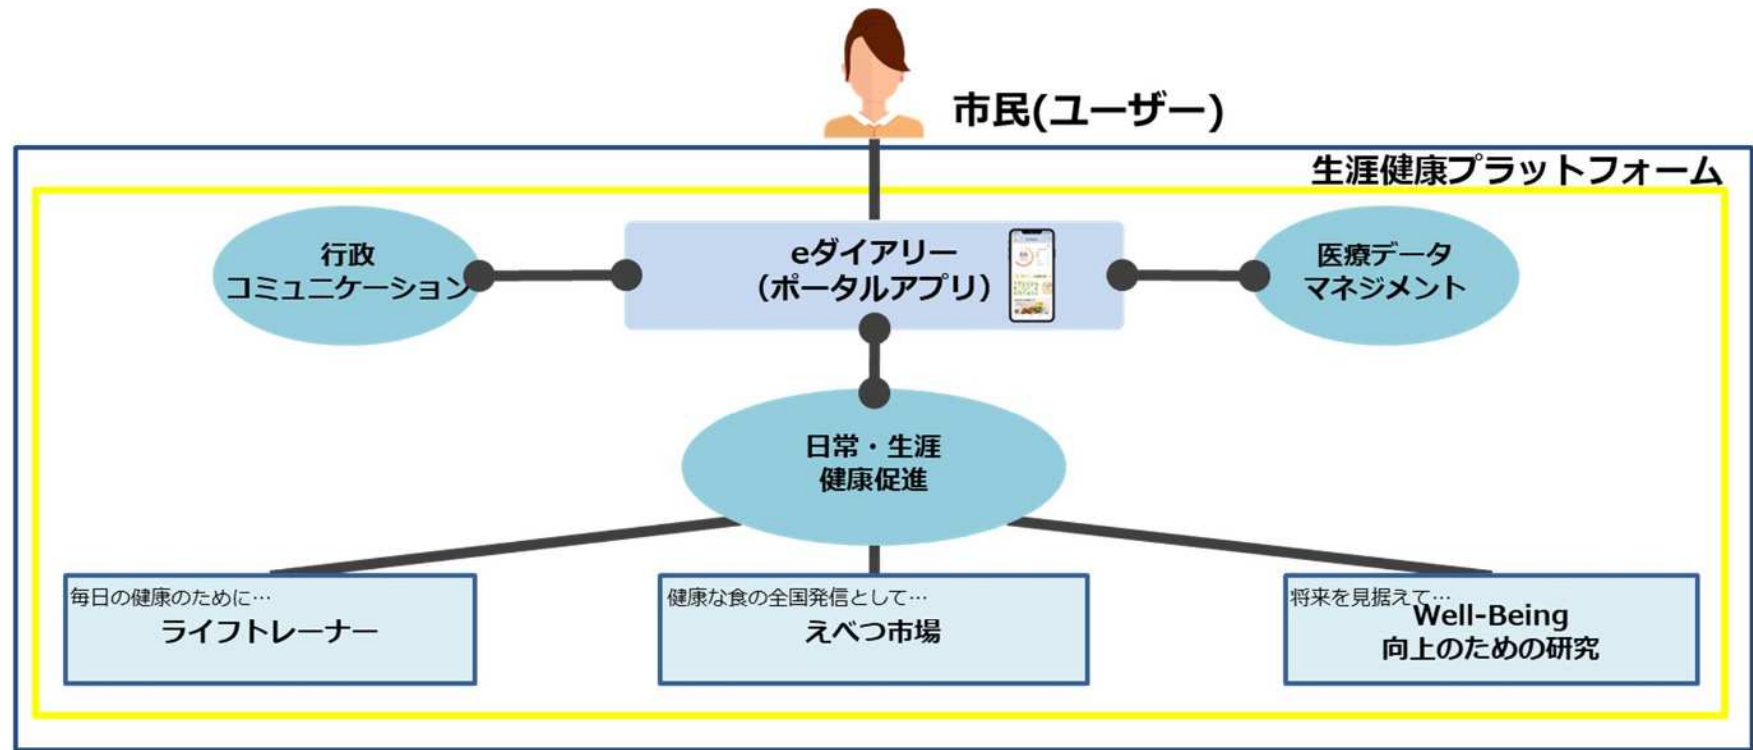 市民(ユーザー)
生涯健康プラットフォーム
行政
コミュニケーション
eダイアリー
（ポータルアプリ）
医療データ
マネジメント
日常・生涯
健康促進
毎日の健康のために…
ライフトレーナー
健康な食の全国発信として…
えべつ市場
将来を見据えて…
Well-Being
向上のための研究